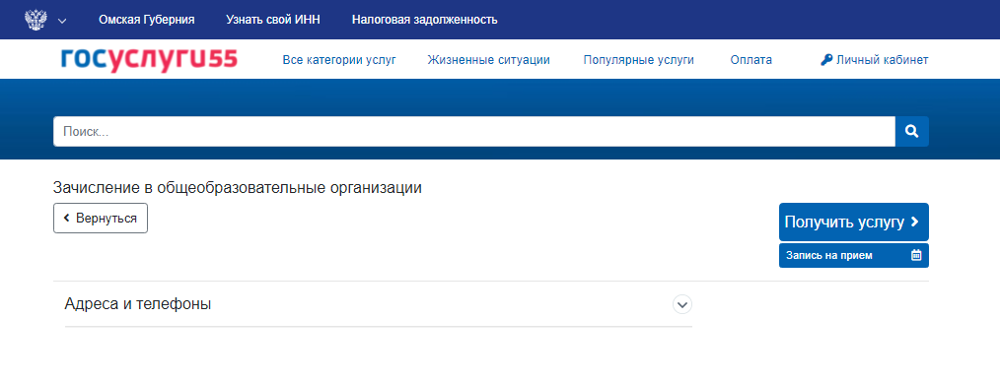 Омская Губерния Узнать свой ИНН Налоговая задолженность
госуслуги55 Все категории услуг Жизненные ситуации Популярные услуги Оплата Личный кабинет
Поиск...
Зачисление в общеобразовательные организации
Вернуться
Получить услугу
Запись на прием
Адреса и телефоны